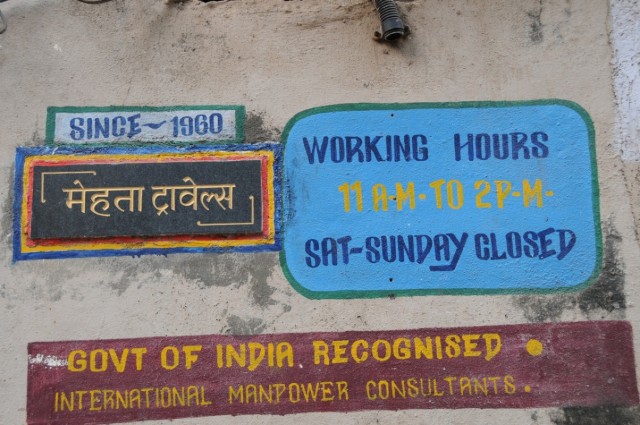 SINCE - 1960
मेहता ट्रावेल्स
WORKING HOURS
11 A.M. TO 2 P.M.
SAT-SUNDAY CLOSED
GOVT OF INDIA RECOGNISED
INTERNATIONAL MANPOWER CONSULTANTS.